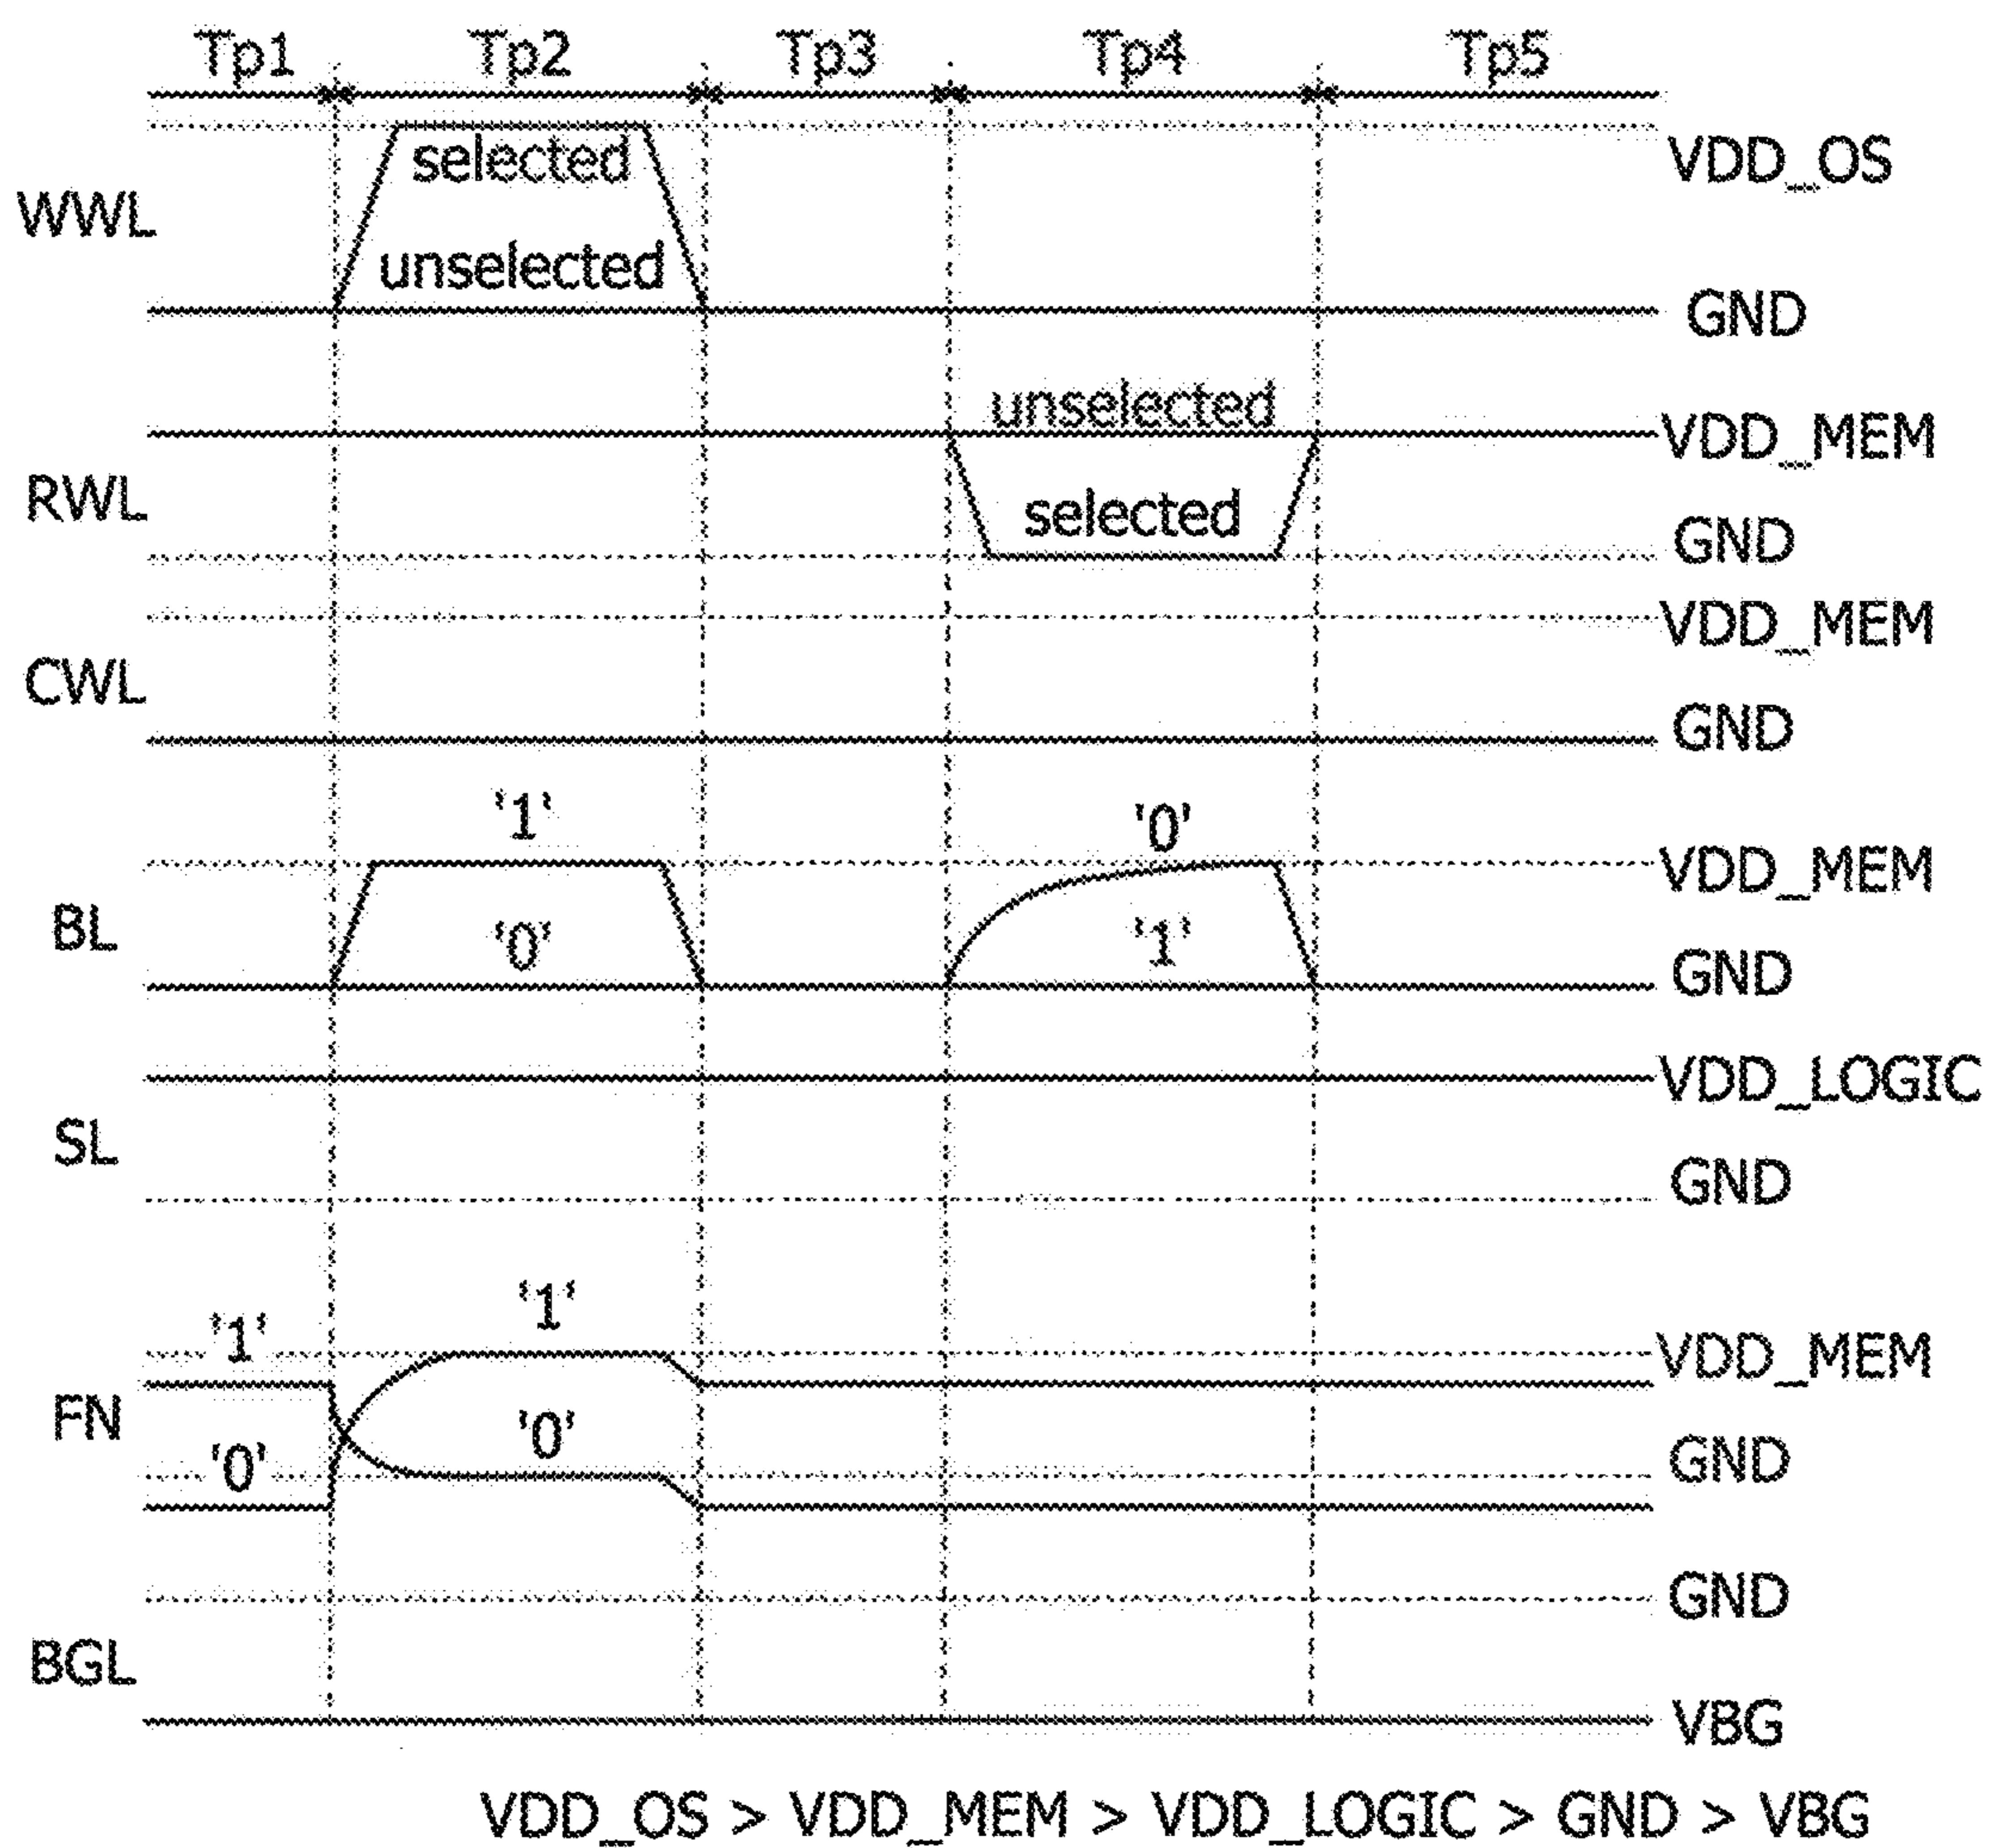 Tp1 Tp2 Tp3 Tp4 Tp5
selected
VDD_OS
WWL
unselected
GND
unselected
VDD_MEM
RWL
selected
GND
VDD_MEM
CWL
GND
'1' '0'
VDD_MEM
BL
'0' '1'
GND
VDD_LOGIC
SL
GND
'1' '1'
VDD_MEM
FN
'0' '0'
GND
GND
BGL
VBG
VDD_OS > VDD_MEM > VDD_LOGIC > GND > VBG